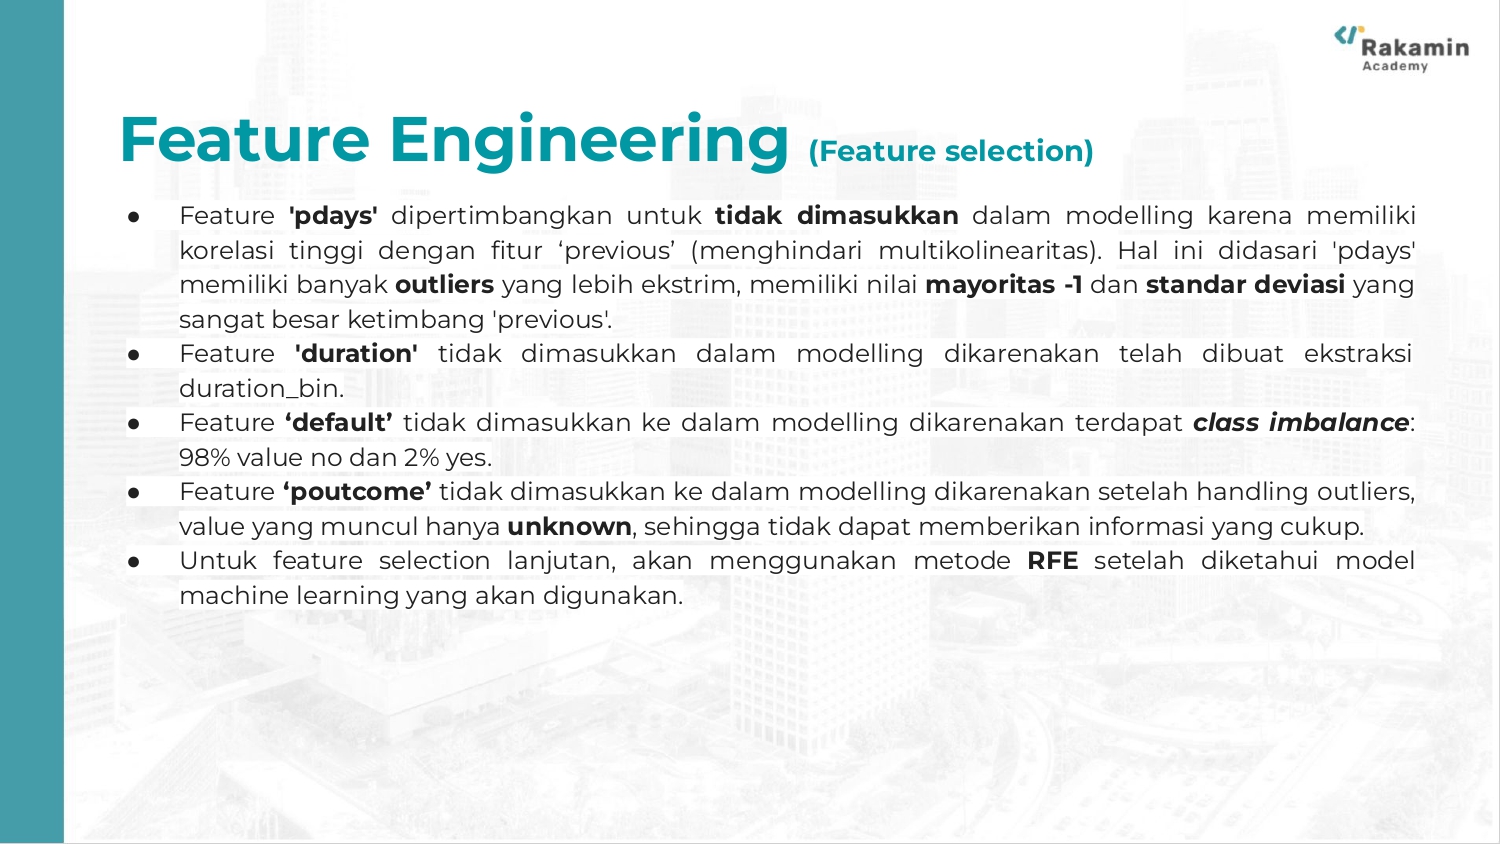 Rakamin
Academy
Feature Engineering (Feature selection)
● Feature 'pdays' dipertimbangkan untuk tidak dimasukkan dalam modelling karena memiliki
korelasi tinggi dengan fitur ‘previous’ (menghindari multikolinearitas). Hal ini didasari 'pdays'
memiliki banyak outliers yang lebih ekstrim, memiliki nilai mayoritas -1 dan standar deviasi yang
sangat besar ketimbang 'previous'.
● Feature 'duration' tidak dimasukkan dalam modelling dikarenakan telah dibuat ekstraksi
duration_bin.
● Feature ‘default’ tidak dimasukkan ke dalam modelling dikarenakan terdapat class imbalance:
98% value no dan 2% yes.
● Feature ‘poutcome’ tidak dimasukkan ke dalam modelling dikarenakan setelah handling outliers,
value yang muncul hanya unknown, sehingga tidak dapat memberikan informasi yang cukup.
● Untuk feature selection lanjutan, akan menggunakan metode RFE setelah diketahui model
machine learning yang akan digunakan.